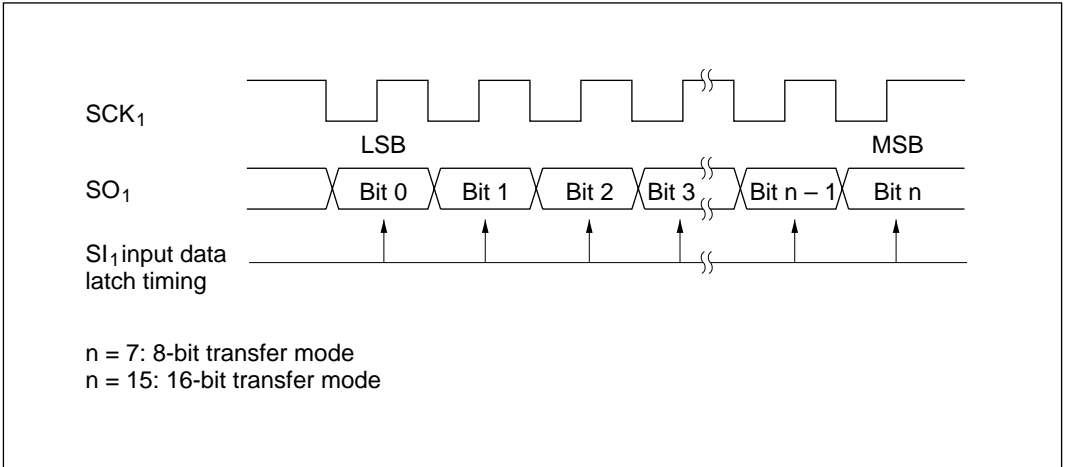 SCK1
LSB MSB
SO1 Bit 0 Bit 1 Bit 2 Bit 3 Bit n – 1 Bit n
SI1 input data
latch timing
n = 7: 8-bit transfer mode
n = 15: 16-bit transfer mode